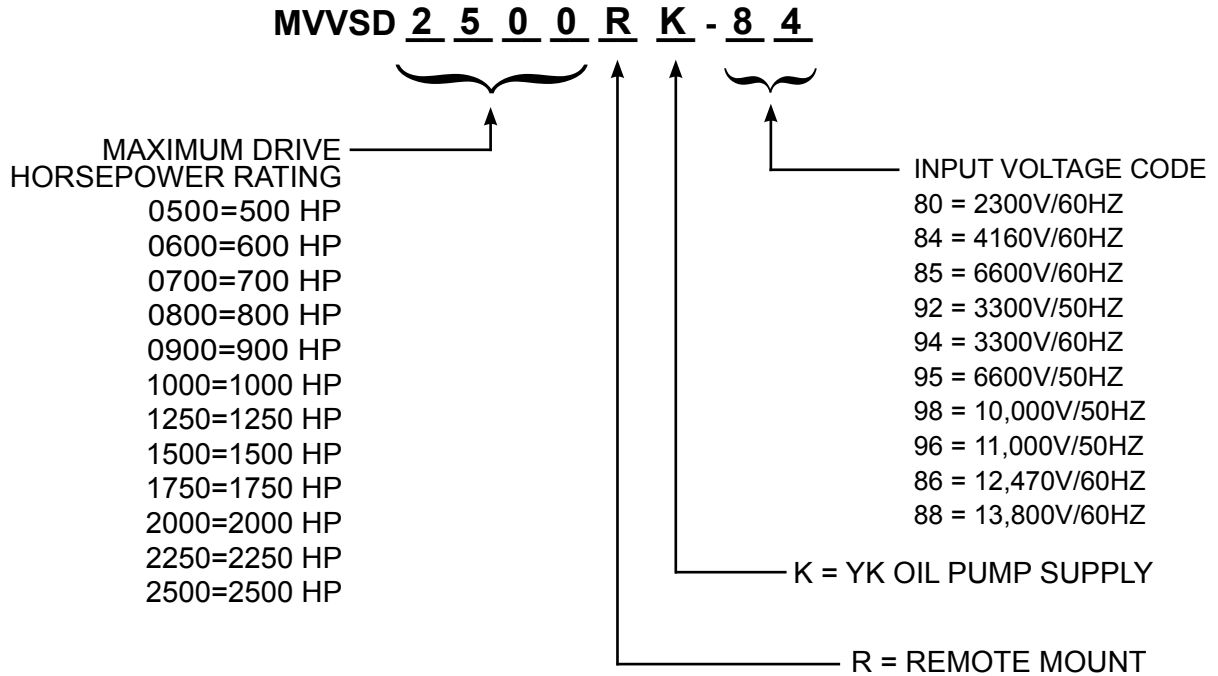 MVVSD 2 5 0 0 R K - 8 4
MAXIMUM DRIVE
HORSEPOWER RATING
0500=500 HP
0600=600 HP
0700=700 HP
0800=800 HP
0900=900 HP
1000=1000 HP
1250=1250 HP
1500=1500 HP
1750=1750 HP
2000=2000 HP
2250=2250 HP
2500=2500 HP
INPUT VOLTAGE CODE
80 = 2300V/60HZ
84 = 4160V/60HZ
85 = 6600V/60HZ
92 = 3300V/50HZ
94 = 3300V/60HZ
95 = 6600V/50HZ
98 = 10,000V/50HZ
96 = 11,000V/50HZ
86 = 12,470V/60HZ
88 = 13,800V/60HZ
K = YK OIL PUMP SUPPLY
R = REMOTE MOUNT